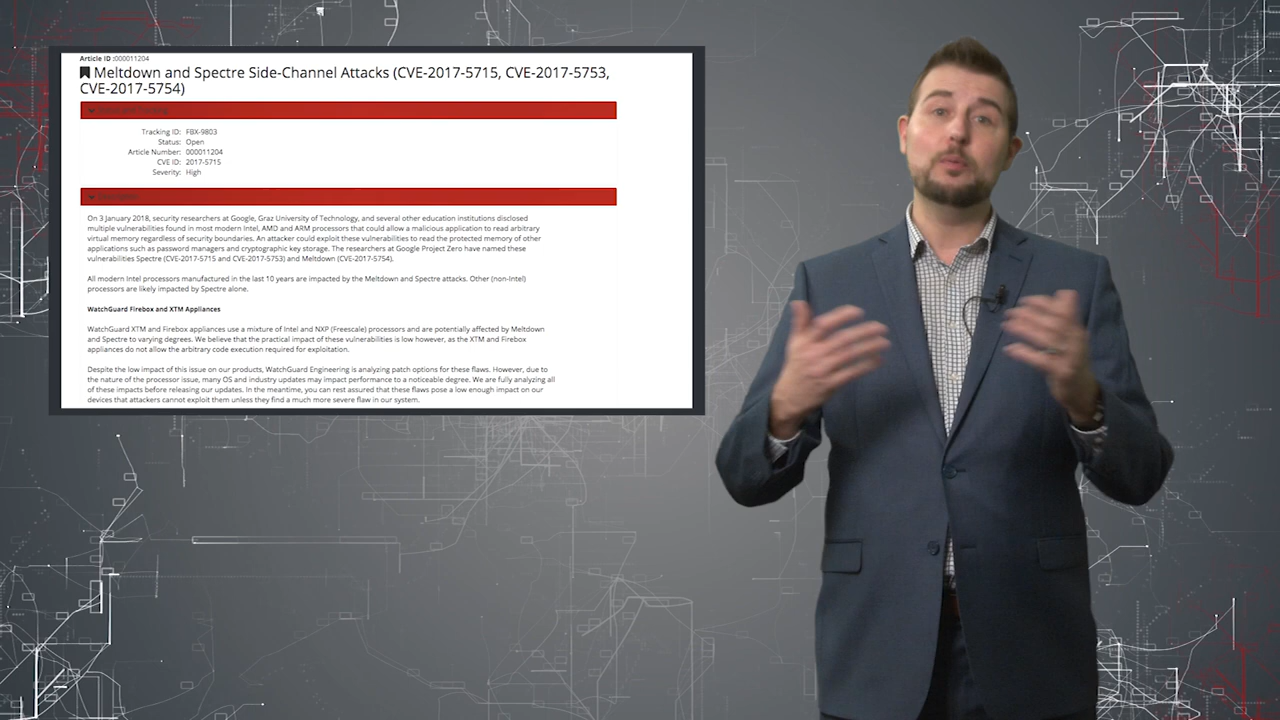 Article ID :000011204
Meltdown and Spectre Side-Channel Attacks (CVE-2017-5715, CVE-2017-5753,
CVE-2017-5754)
Tracking ID: FBX-9803
Status: Open
Article Number: 000011204
CVE ID: 2017-5715
Severity: High
Description
On 3 January 2018, security researchers at Google, Graz University of Technology, and several other education institutions disclosed
multiple vulnerabilities found in most modern Intel, AMD and ARM processors that could allow a malicious application to read arbitrary
virtual memory regardless of security boundaries. An attacker could exploit these vulnerabilities to read the protected memory of other
applications such as password managers and cryptographic key storage. The researchers at Google Project Zero have named these
vulnerabilities Spectre (CVE-2017-5715 and CVE-2017-5753) and Meltdown (CVE-2017-5754).
All modern Intel processors manufactured in the last 10 years are impacted by the Meltdown and Spectre attacks. Other (non-Intel)
processors are likely impacted by Spectre alone.
WatchGuard Firebox and XTM Appliances
WatchGuard XTM and Firebox appliances use a mixture of Intel and NXP (Freescale) processors and are potentially affected by Meltdown
and Spectre to varying degrees. We believe that the practical impact of these vulnerabilities is low however, as the XTM and Firebox
appliances do not allow the arbitrary code execution required for exploitation.
Despite the low impact of this issue on our products, WatchGuard Engineering is analyzing patch options for these flaws. However, due to
the nature of the processor issue, many OS and industry updates may impact performance to a noticeable degree. We are fully analyzing all
of these impacts before releasing our updates. In the meantime, you can rest assured that these flaws pose a low enough impact on our
devices that attackers cannot exploit them unless they find a much more severe flaw in our system.